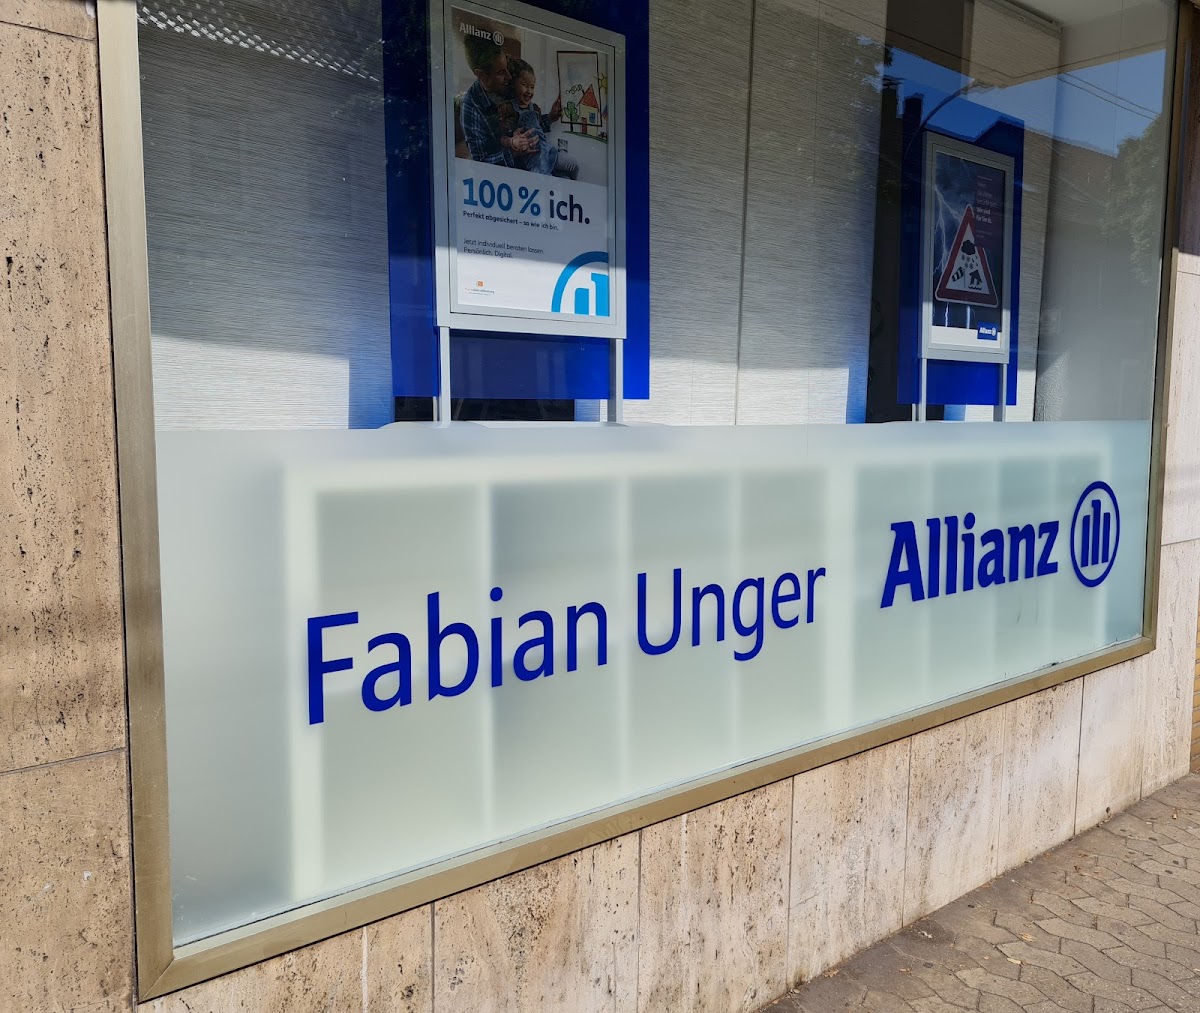 Allianz
100 % ich.
Perfekt abgesichert – so wie ich bin.
Jetzt individuell beraten lassen.
Persönlich. Digital.
Allianz
Fabian Unger
Allianz